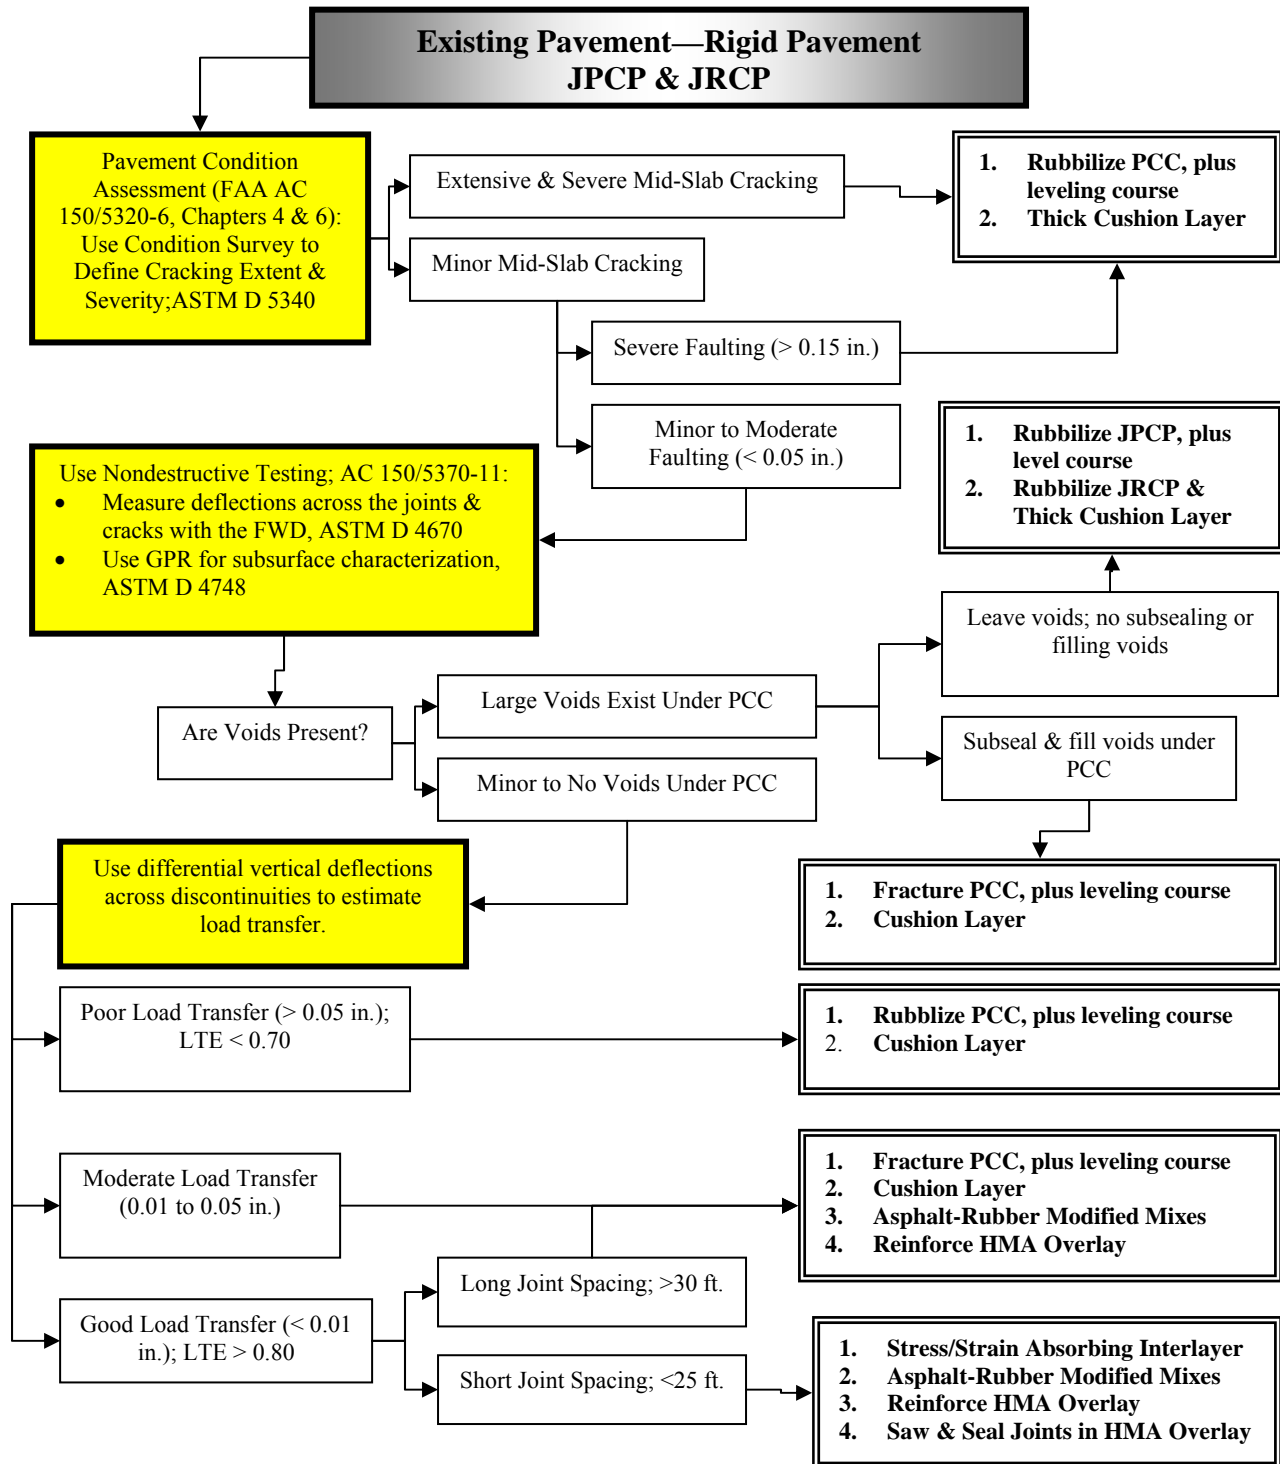 Existing Pavement—Rigid Pavement
JPCP & JRCP
Pavement Condition
Assessment (FAA AC
150/5320-6, Chapters 4 & 6):
Use Condition Survey to
Define Cracking Extent &
Severity;ASTM D 5340
Extensive & Severe Mid-Slab Cracking
1. Rubbilize PCC, plus
leveling course
2. Thick Cushion Layer
Minor Mid-Slab Cracking
Severe Faulting (> 0.15 in.)
Minor to Moderate
Faulting (< 0.05 in.)
1. Rubbilize JPCP, plus
level course
2. Rubbilize JRCP &
Thick Cushion Layer
Use Nondestructive Testing; AC 150/5370-11:
• Measure deflections across the joints &
cracks with the FWD, ASTM D 4670
• Use GPR for subsurface characterization,
ASTM D 4748
Leave voids; no subsealing or
filling voids
Large Voids Exist Under PCC
Are Voids Present?
Subseal & fill voids under
PCC
Minor to No Voids Under PCC
Use differential vertical deflections
across discontinuities to estimate
load transfer.
1. Fracture PCC, plus leveling course
2. Cushion Layer
Poor Load Transfer (> 0.05 in.);
LTE < 0.70
1. Rubblize PCC, plus leveling course
2. Cushion Layer
Moderate Load Transfer
(0.01 to 0.05 in.)
1. Fracture PCC, plus leveling course
2. Cushion Layer
3. Asphalt-Rubber Modified Mixes
4. Reinforce HMA Overlay
Long Joint Spacing; >30 ft.
Good Load Transfer (< 0.01
in.); LTE > 0.80
Short Joint Spacing; <25 ft.
1. Stress/Strain Absorbing Interlayer
2. Asphalt-Rubber Modified Mixes
3. Reinforce HMA Overlay
4. Saw & Seal Joints in HMA Overlay